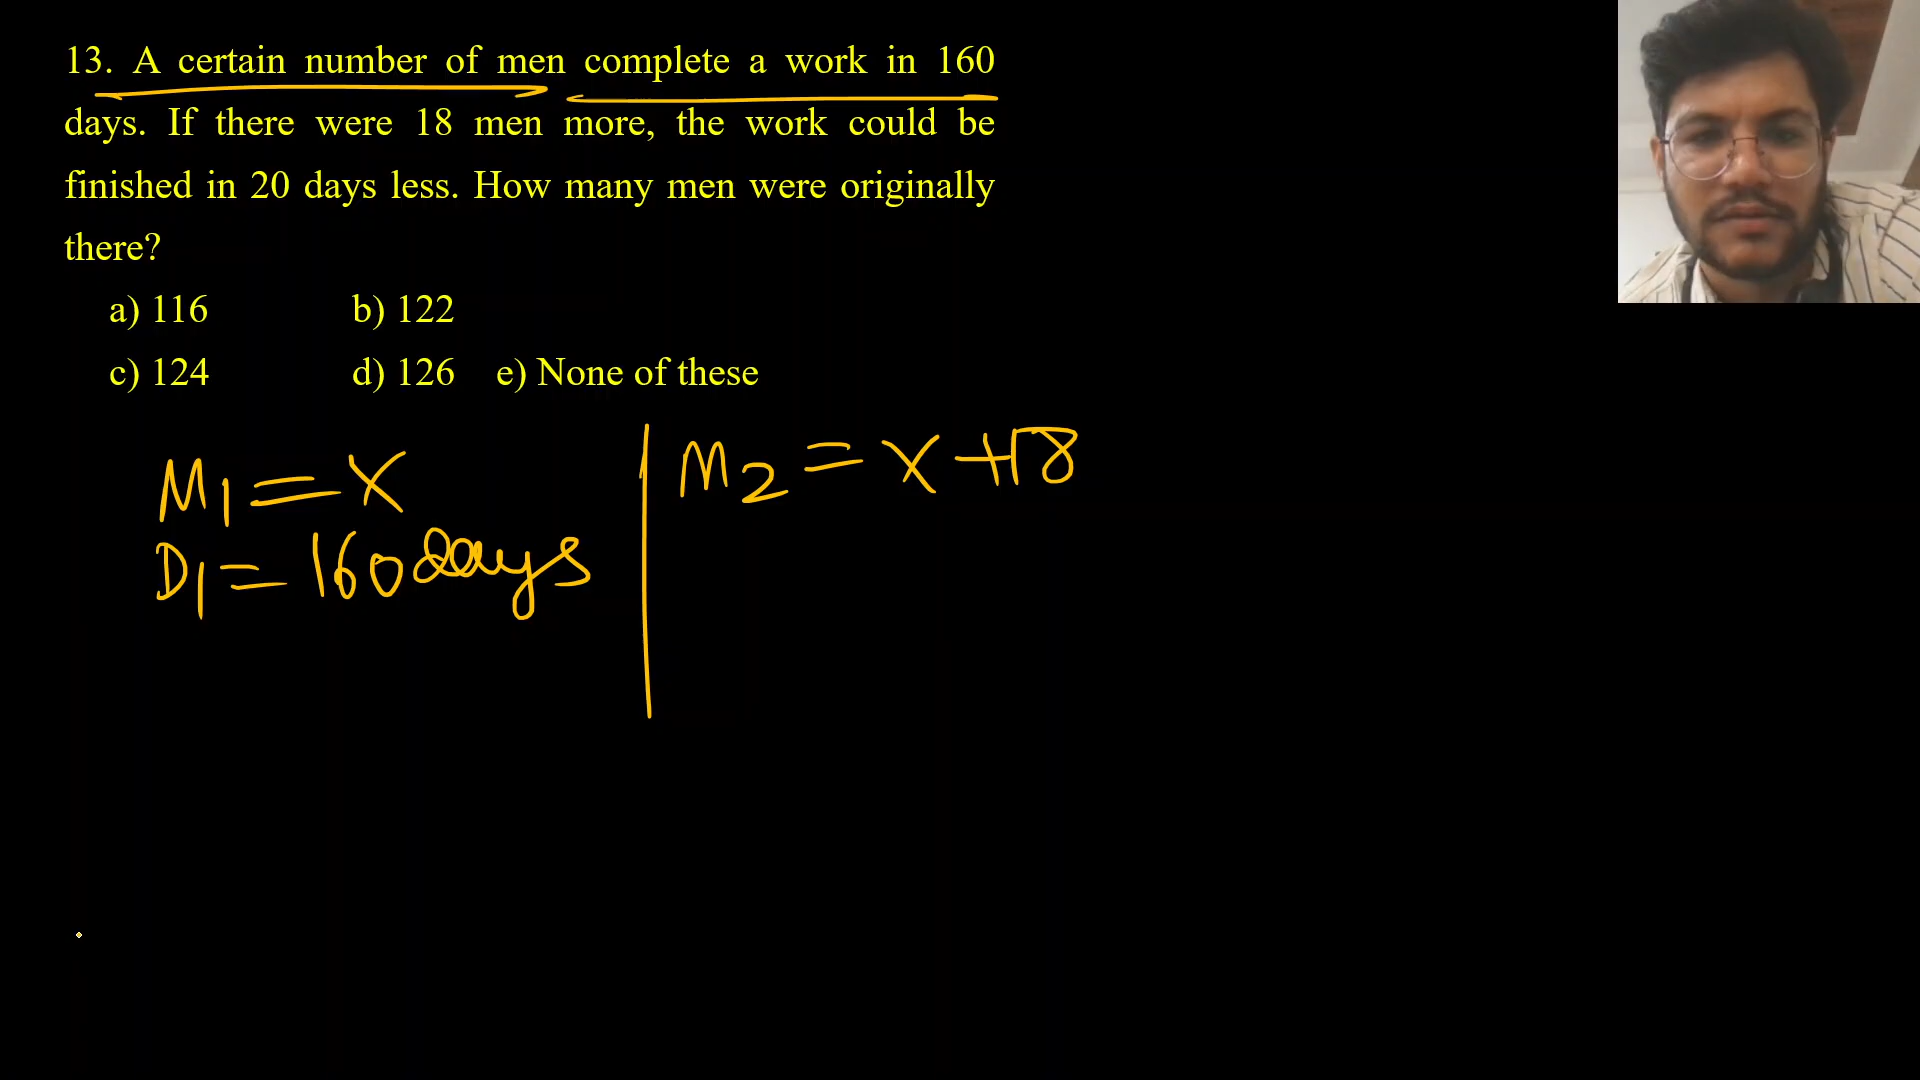 13. A certain number of men complete a work in 160
days. If there were 18 men more, the work could be
finished in 20 days less. How many men were originally
there?
a) 116 b) 122
c) 124 d) 126 e) None of these
M1 = x M2 = x +18
D1 = 160 days